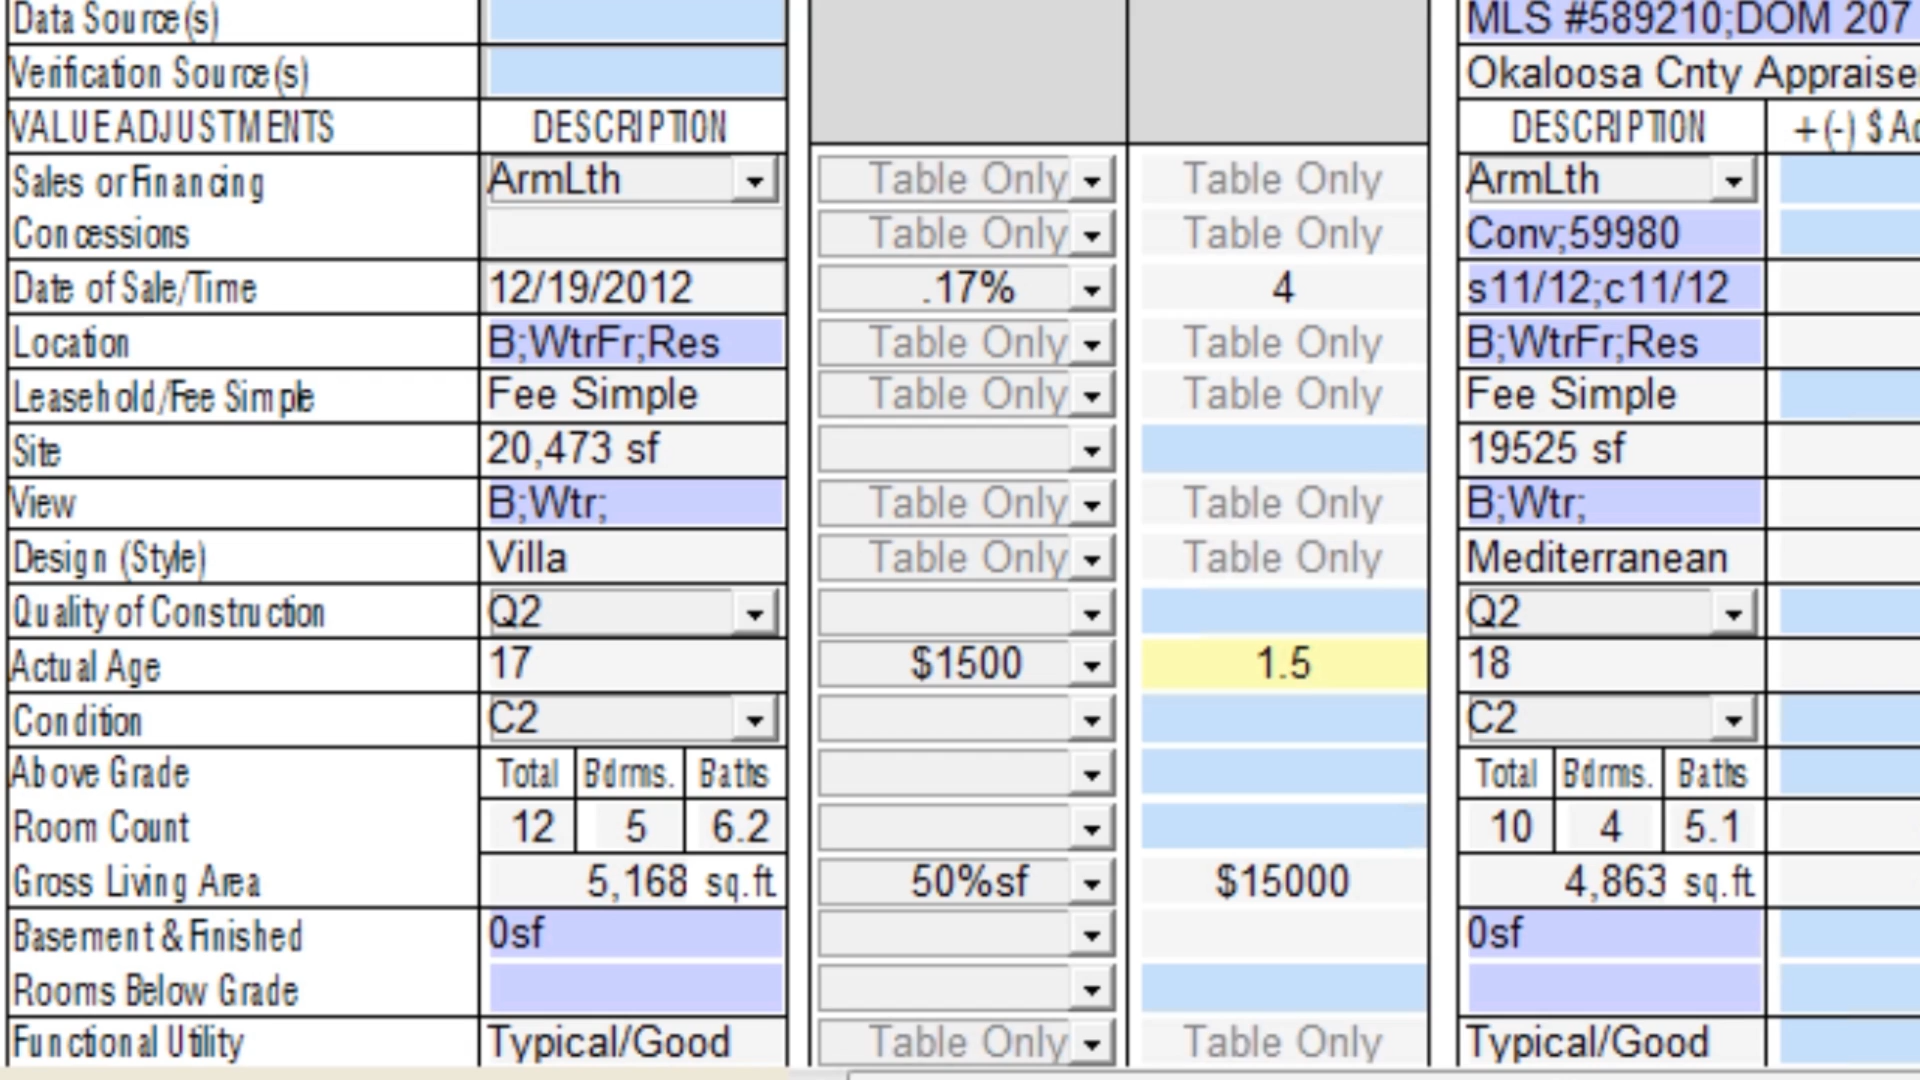 Data Source(s) MLS #589210;DOM 207
Verification Source(s) Okaloosa Cnty
VALUE ADJUSTMENTS DESCRIPTION DESCRIPTION +(-) $
Sales or Financing ArmLth Table Only Table Only ArmLth
Concessions Table Only Table Only Conv;59980
Date of Sale/Time 12/19/2012 .17% 4 s11/12;c11/12
Location B;WtrFr;Res Table Only Table Only B;WtrFr;Res
Leasehold/Fee Simple Fee Simple Table Only Table Only Fee Simple
Site 20,473 sf 19525 sf
View B;Wtr; Table Only Table Only B;Wtr;
Design (Style) Villa Table Only Table Only Mediterranean
Quality of Construction Q2 Q2
Actual Age 17 $1500 1.5 18
Condition C2 C2
Above Grade Total Bdrms. Baths Total Bdrms. Baths
Room Count 12 5 6.2 10 4 5.1
Gross Living Area 5,168 sq.ft. 50%sf $15000 4,863 sq.ft.
Basement & Finished 0sf 0sf
Rooms Below Grade
Functional Utility Typical/Good Table Only Table Only Typical/Good